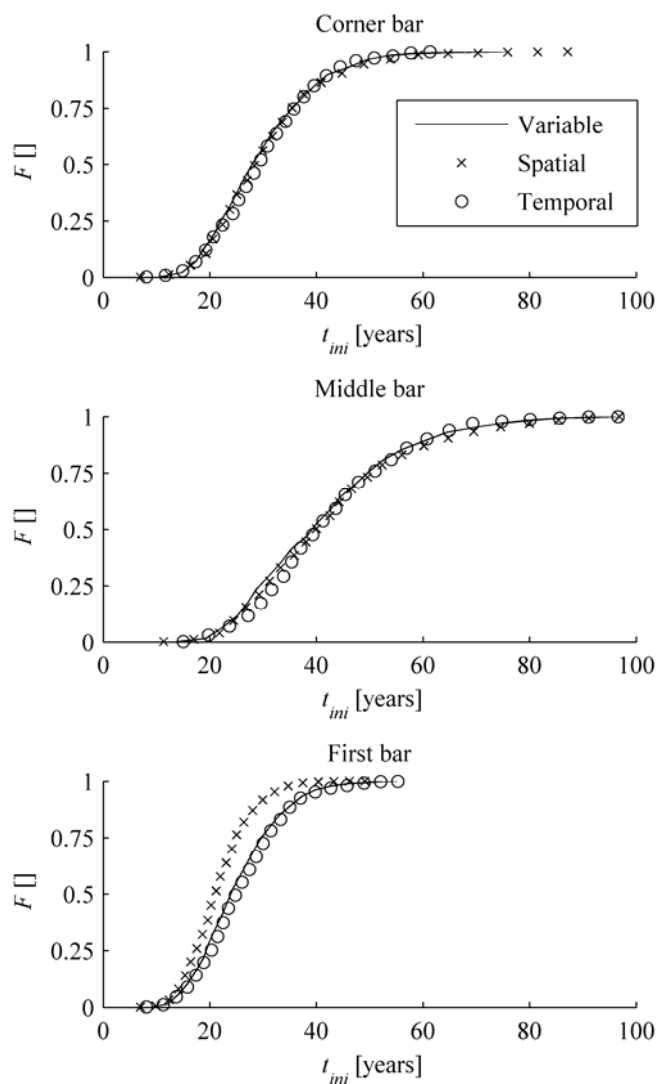 Corner bar
1
0.75
0.5
0.25
0
F []
0 20 40 60 80 100
t_ini [years]
Variable
Spatial
Temporal
Middle bar
1
0.75
0.5
0.25
0
F []
0 20 40 60 80 100
t_ini [years]
First bar
1
0.75
0.5
0.25
0
F []
0 20 40 60 80 100
t_ini [years]